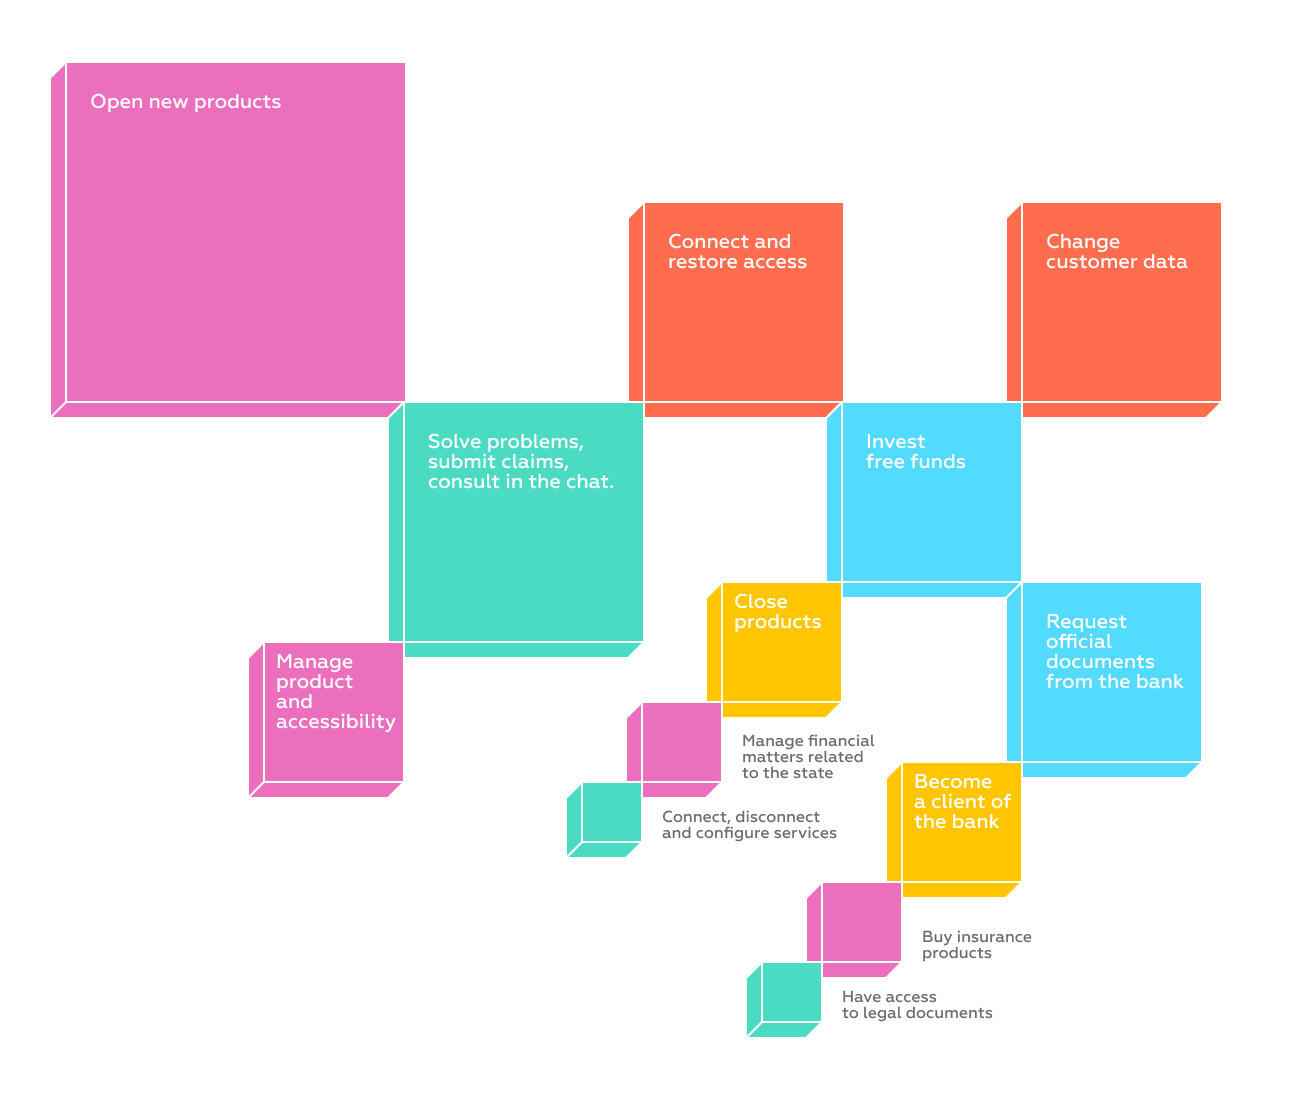 Open new products
Connect and
restore access
Change
customer data
Solve problems,
submit claims,
consult in the chat.
Invest
free funds
Close
products
Request
official
documents
from the bank
Manage
product
and
accessibility
Manage financial
matters related
to the state
Become
a client of
the bank
Connect, disconnect
and configure services
Buy insurance
products
Have access
to legal documents